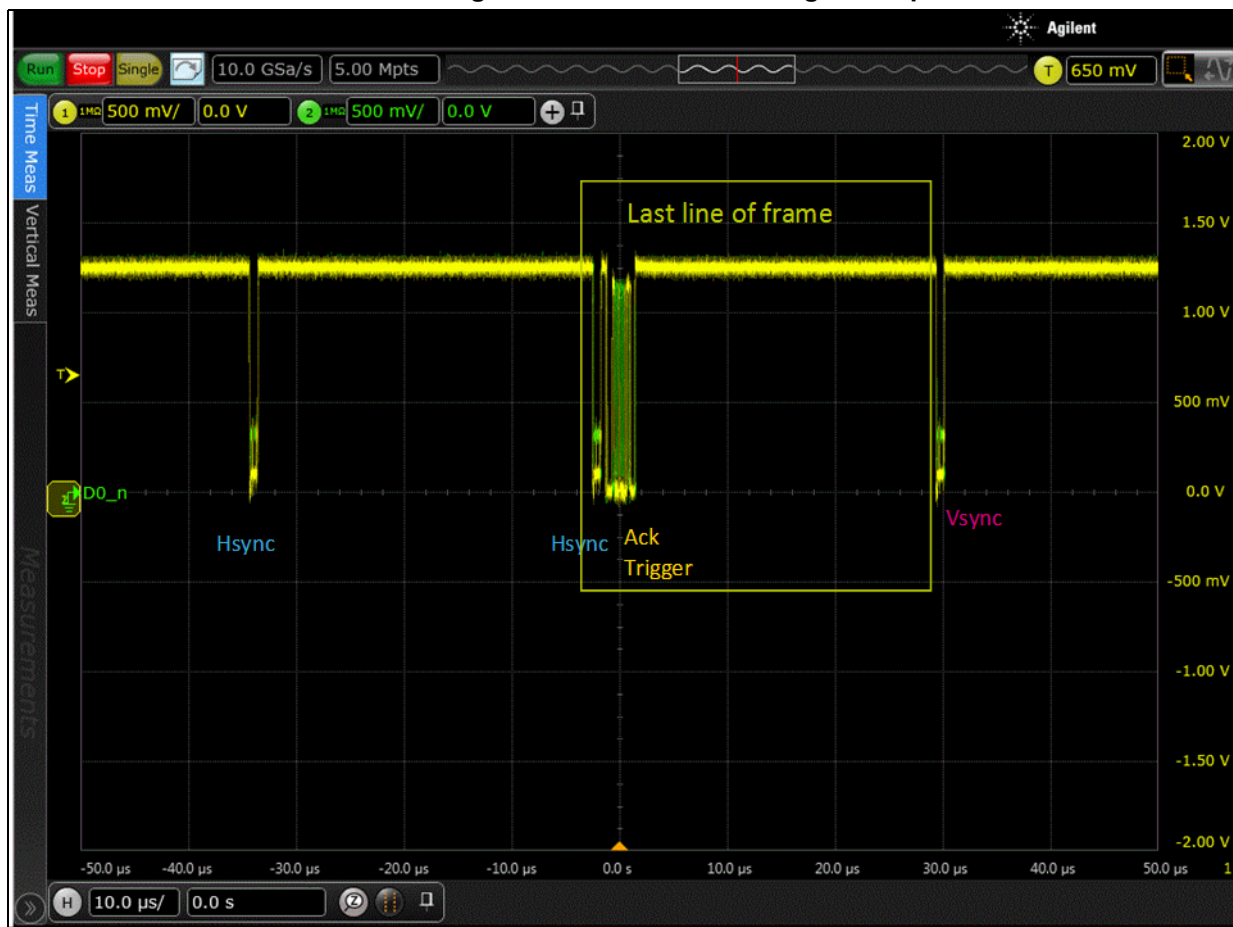 Agilent
Run Stop Single 10.0 GSa/s 5.00 Mpts T 650 mV
1 1MΩ 500 mV/ 0.0 V 2 1MΩ 500 mV/ 0.0 V
Time Meas
Vertical Meas
Measurements
2.00 V
Last line of frame
1.50 V
1.00 V
T
500 mV
D0_n
0.0 V
Vsync
Hsync
Hsync
Ack
Trigger
-500 mV
-1.00 V
-1.50 V
-2.00 V
-50.0 µs -40.0 µs -30.0 µs -20.0 µs -10.0 µs 0.0 s 10.0 µs 20.0 µs 30.0 µs 40.0 µs 50.0 µs 1
H 10.0 µs/ 0.0 s Z